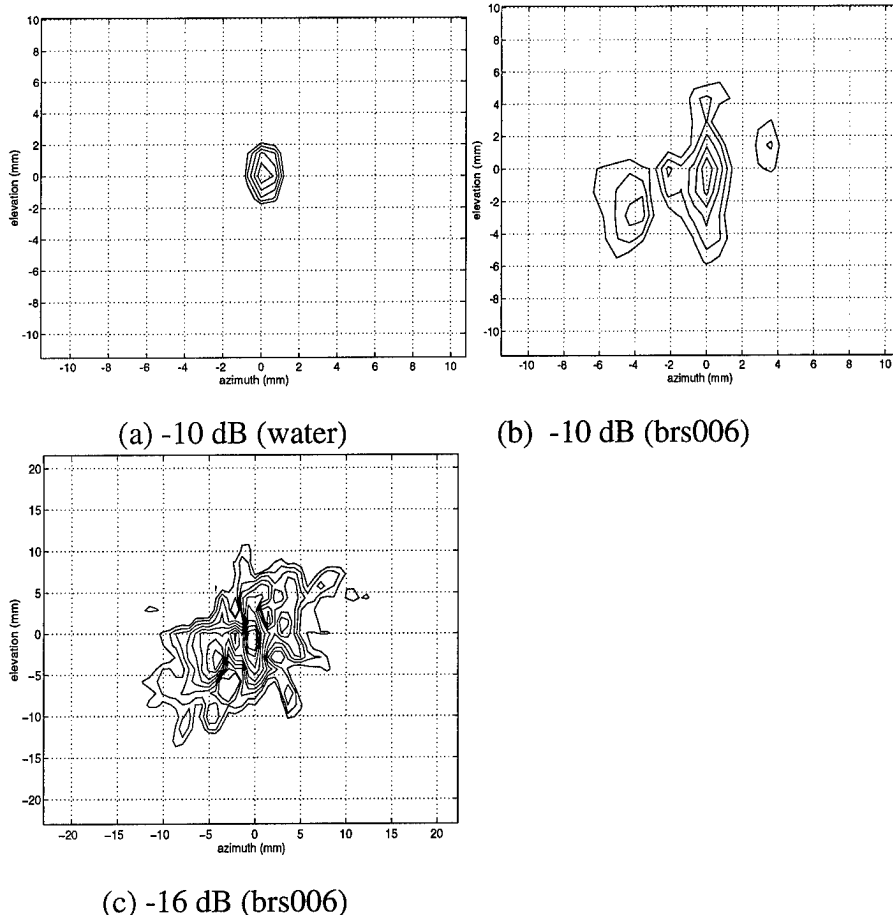 10
8
6
4
2
0
-2
-4
-6
-8
-10
elevation (mm)
-10 -8 -6 -4 -2 0 2 4 6 8 10
azimuth (mm)
10
8
6
4
2
0
-2
-4
-6
-8
-10
elevation (mm)
-10 -8 -6 -4 -2 0 2 4 6 8 10
azimuth (mm)
(a) -10 dB (water)
(b) -10 dB (brs006)
20
15
10
5
0
-5
-10
-15
-20
elevation (mm)
-20 -15 -10 -5 0 5 10 15 20
azimuth (mm)
(c) -16 dB (brs006)